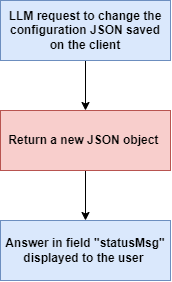 LLM request to change the
configuration JSON saved
on the client
Return a new JSON object
Answer in field "statusMsg"
displayed to the user